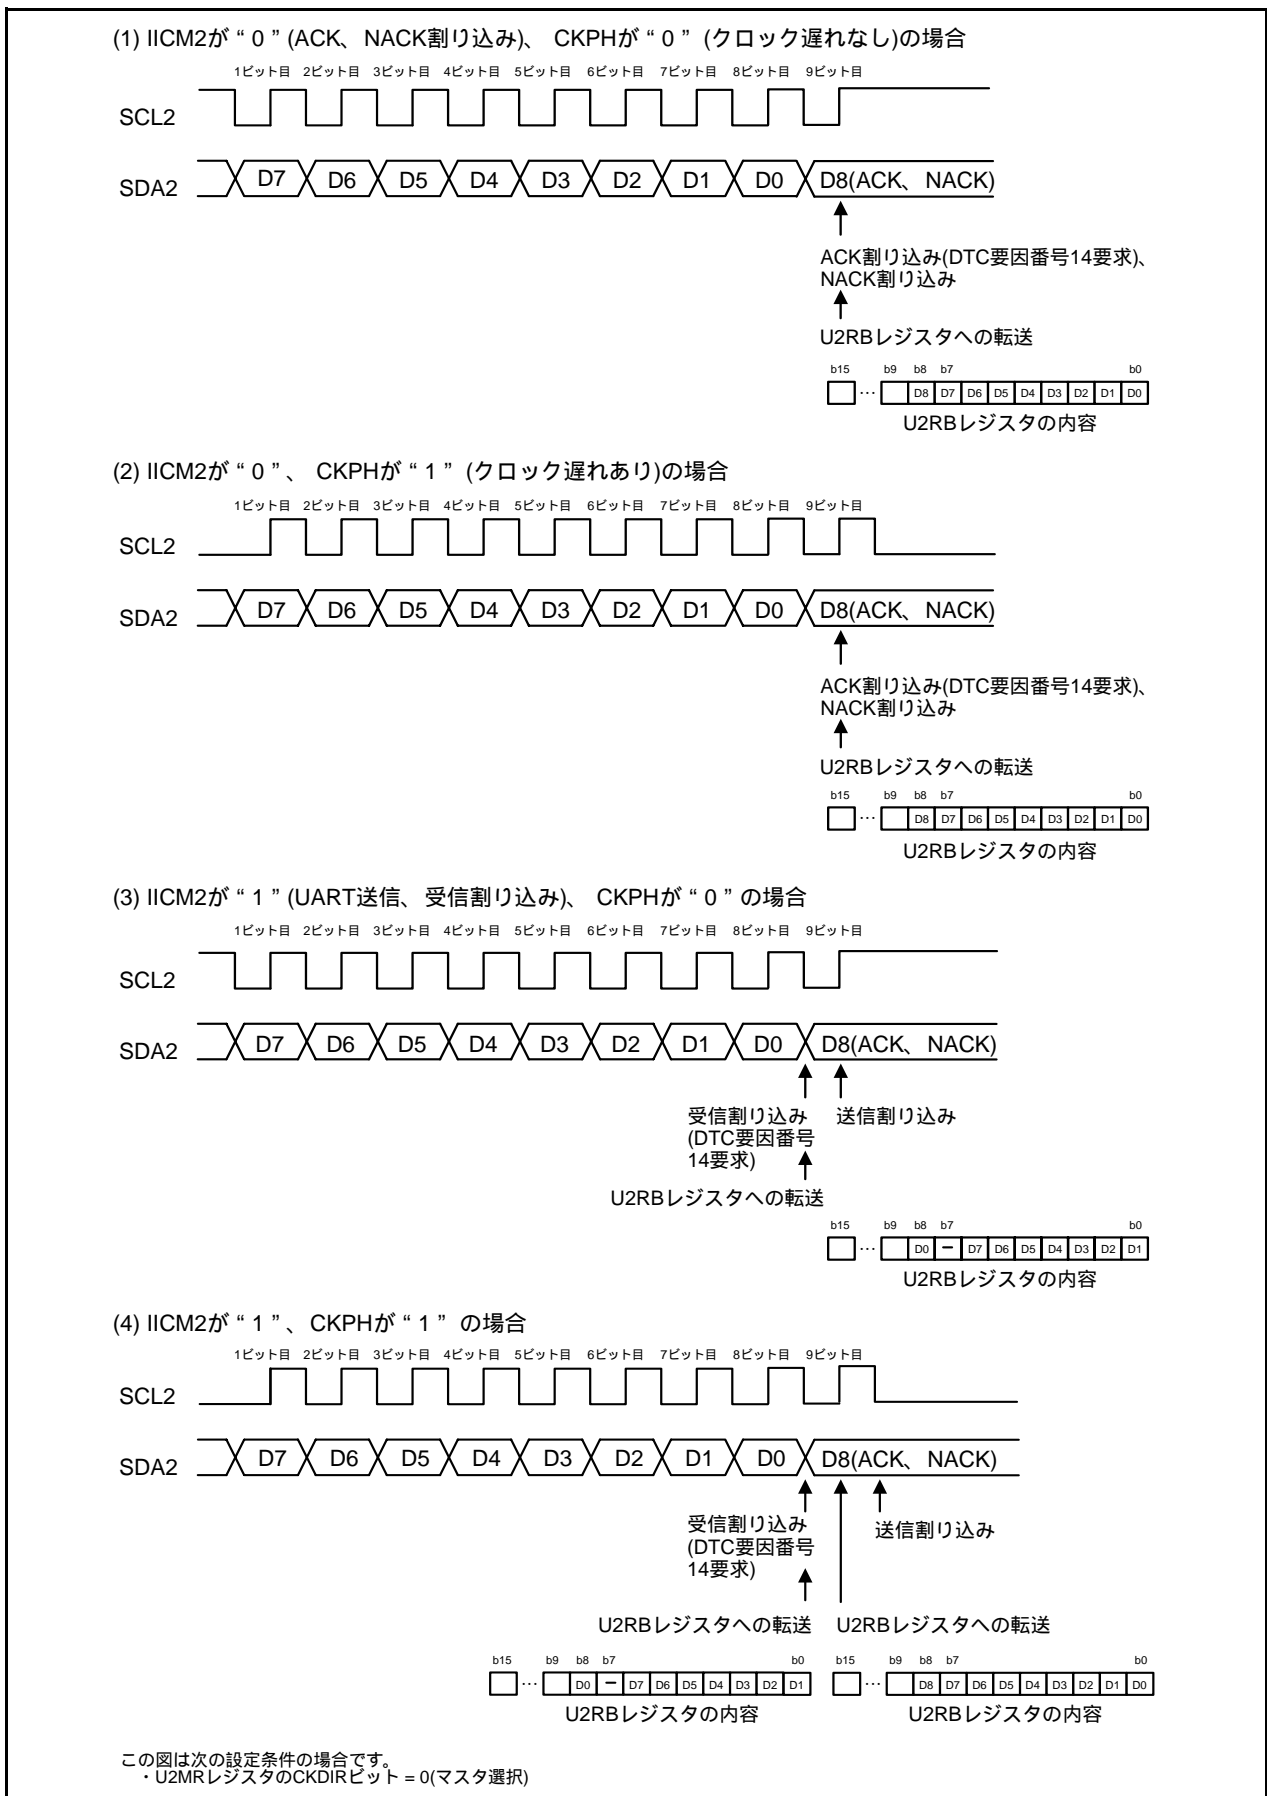 (1) IICM2が“0”(ACK、NACK割り込み)、 CKPHが“0” (クロック遅れなし)の場合
1ビット目 2ビット目 3ビット目 4ビット目 5ビット目 6ビット目 7ビット目 8ビット目 9ビット目
SCL2
SDA2 D7 D6 D5 D4 D3 D2 D1 D0 D8(ACK、NACK)
ACK割り込み(DTC要因番号14要求)、
NACK割り込み
U2RBレジスタへの転送
b15 b9 b8 b7 b0
… D8 D7 D6 D5 D4 D3 D2 D1 D0
U2RBレジスタの内容
(2) IICM2が“0”、 CKPHが“1” (クロック遅れあり)の場合
1ビット目 2ビット目 3ビット目 4ビット目 5ビット目 6ビット目 7ビット目 8ビット目 9ビット目
SCL2
SDA2 D7 D6 D5 D4 D3 D2 D1 D0 D8(ACK、NACK)
ACK割り込み(DTC要因番号14要求)、
NACK割り込み
U2RBレジスタへの転送
b15 b9 b8 b7 b0
… D8 D7 D6 D5 D4 D3 D2 D1 D0
U2RBレジスタの内容
(3) IICM2が“1”(UART送信、受信割り込み)、 CKPHが“0”の場合
1ビット目 2ビット目 3ビット目 4ビット目 5ビット目 6ビット目 7ビット目 8ビット目 9ビット目
SCL2
SDA2 D7 D6 D5 D4 D3 D2 D1 D0 D8(ACK、NACK)
受信割り込み 送信割り込み
(DTC要因番号
14要求)
U2RBレジスタへの転送
b15 b9 b8 b7 b0
… D0 − D7 D6 D5 D4 D3 D2 D1
U2RBレジスタの内容
(4) IICM2が“1”、CKPHが“1” の場合
1ビット目 2ビット目 3ビット目 4ビット目 5ビット目 6ビット目 7ビット目 8ビット目 9ビット目
SCL2
SDA2 D7 D6 D5 D4 D3 D2 D1 D0 D8(ACK、NACK)
受信割り込み 送信割り込み
(DTC要因番号
14要求)
U2RBレジスタへの転送 U2RBレジスタへの転送
b15 b9 b8 b7 b0 b15 b9 b8 b7 b0
… D0 − D7 D6 D5 D4 D3 D2 D1 … D8 D7 D6 D5 D4 D3 D2 D1 D0
U2RBレジスタの内容 U2RBレジスタの内容
この図は次の設定条件の場合です。
・U2MRレジスタのCKDIRビット = 0(マスタ選択)